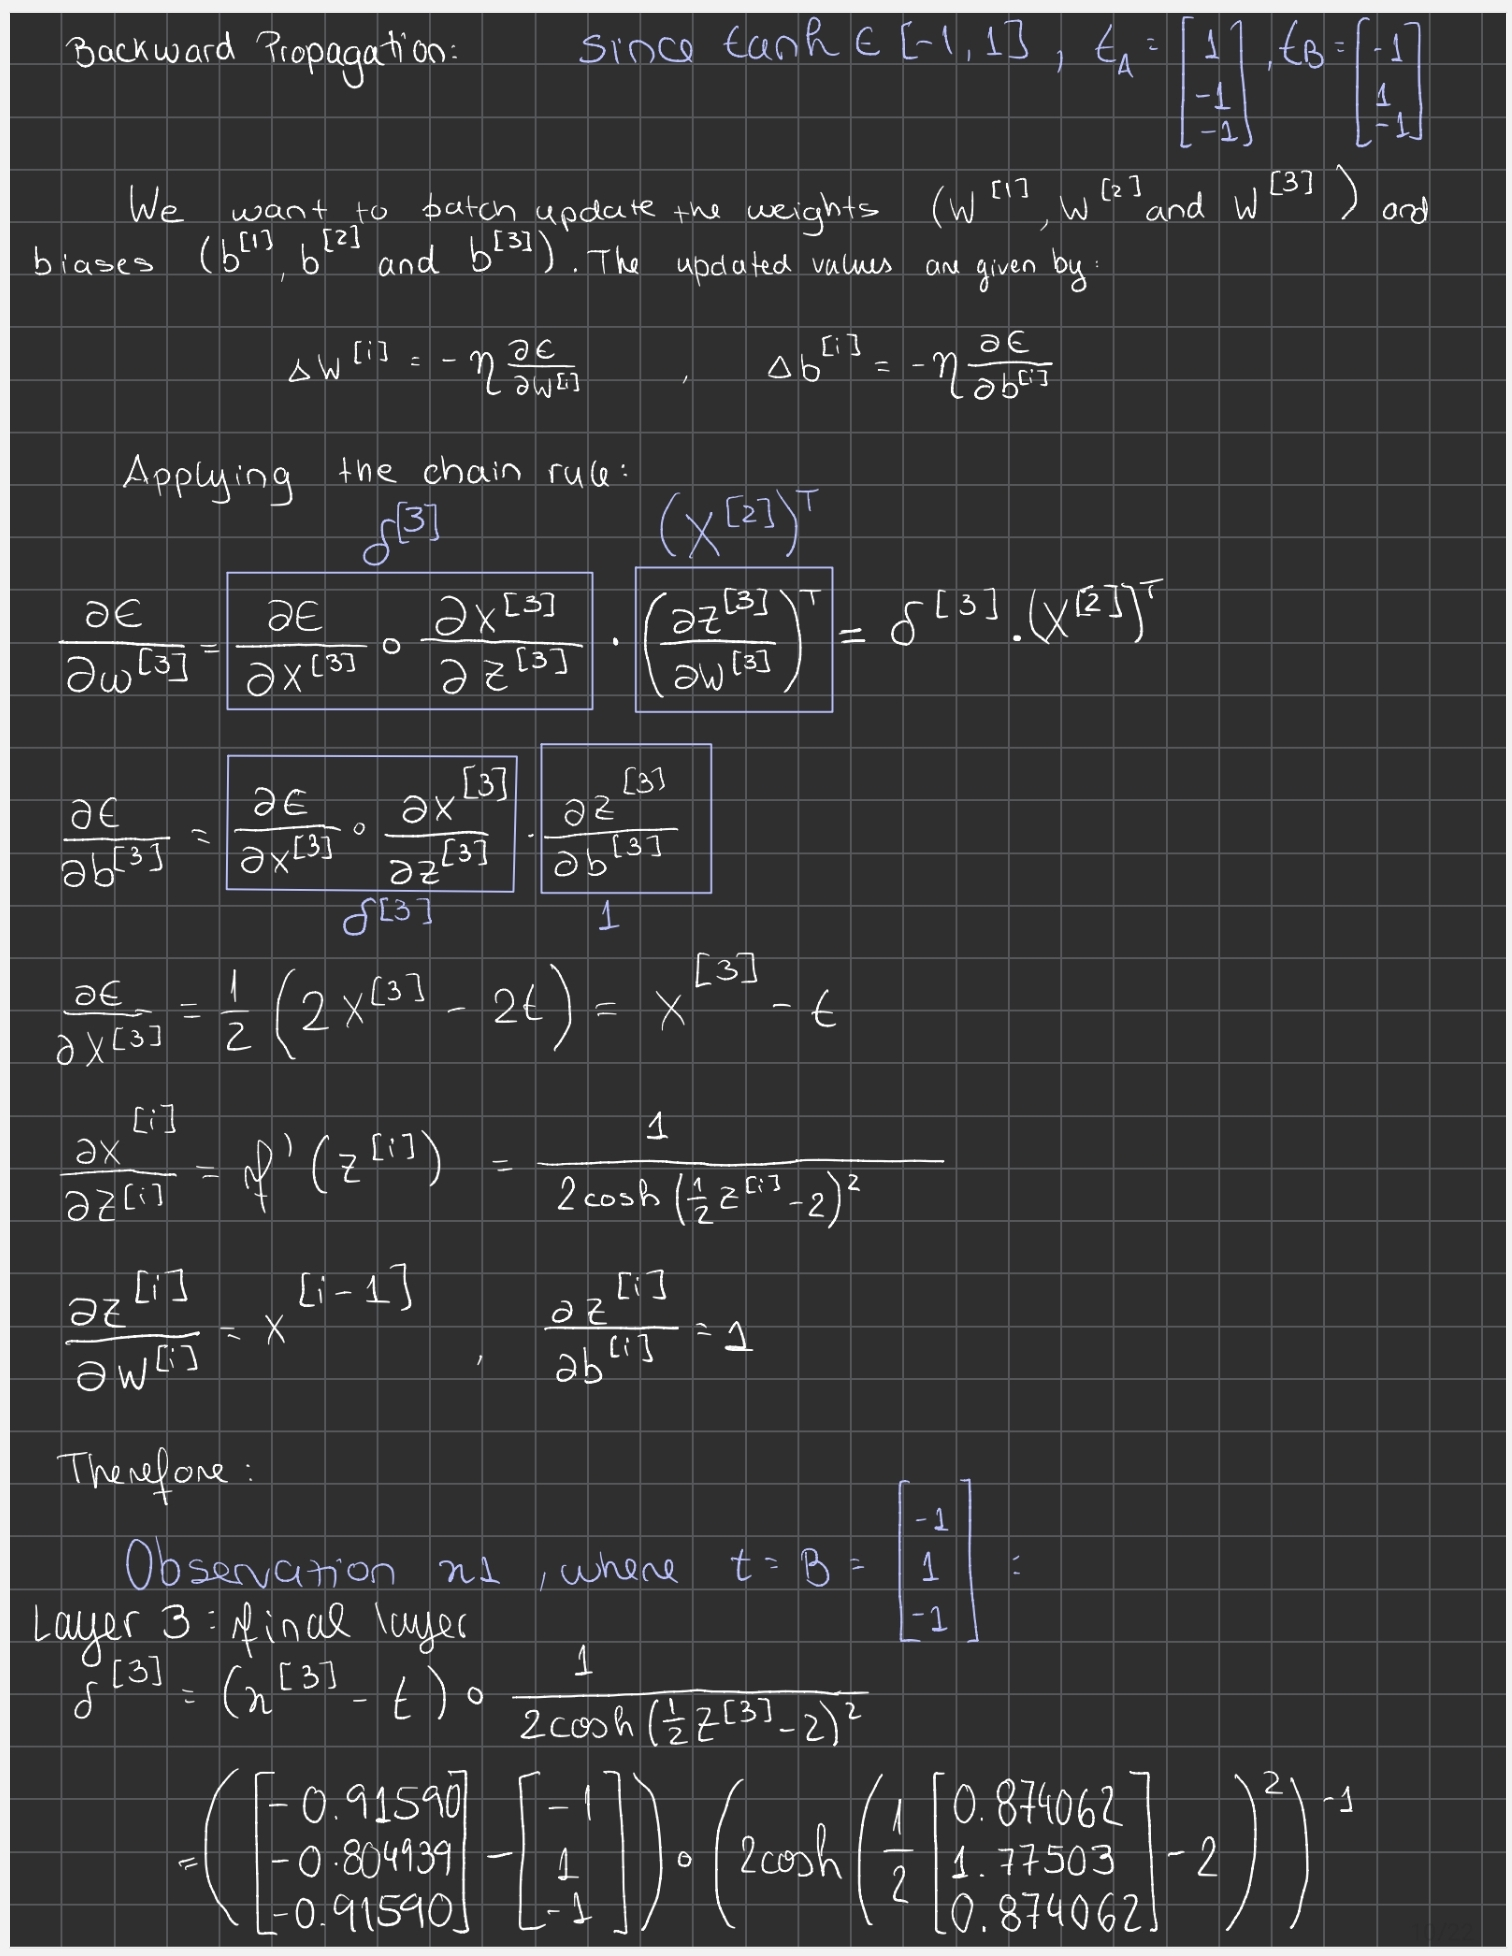 Backward Propagation: Since tanh ∈ [-1, 1], t_A = [1 -1 -1], t_B = [-1 1 -1]
We want to batch update the weights (W^[1], W^[2] and W^[3]) and
biases (b^[1], b^[2] and b^[3]). The updated values are given by:
ΔW^[i] = -η ∂ϵ/∂W^[i] , Δb^[i] = -η ∂ϵ/∂b^[i]
Applying the chain rule:
δ^[3] (X^[2])^T
∂ϵ/∂w^[3] = ∂ϵ/∂x^[3] ∘ ∂x^[3]/∂z^[3] · (∂z^[3]/∂w^[3])^T = δ^[3] · (X^[2])^T
∂ϵ/∂b^[3] = ∂ϵ/∂x^[3] ∘ ∂x^[3]/∂z^[3] · ∂z^[3]/∂b^[3]
δ^[3] 1
∂ϵ/∂x^[3] = 1/2 (2x^[3] - 2t) = x^[3] - t
∂x^[i]/∂z^[i] = f'(z^[i]) = 1/(2cosh(1/2 z^[i] - 2)^2)
∂z^[i]/∂w^[i] = x^[i-1] , ∂z^[i]/∂b^[i] = 1
Therefore:
Observation x1, where t = B = [-1 1 -1] :
Layer 3: final layer
δ^[3] = (x^[3] - t) ∘ 1/(2cosh(1/2 z^[3] - 2)^2)
= ([-0.91590 -0.804939 -0.91590] - [-1 1 -1]) ∘ (2cosh(1/2 [0.874062 1.77503 0.874062] - 2)^2)^-1